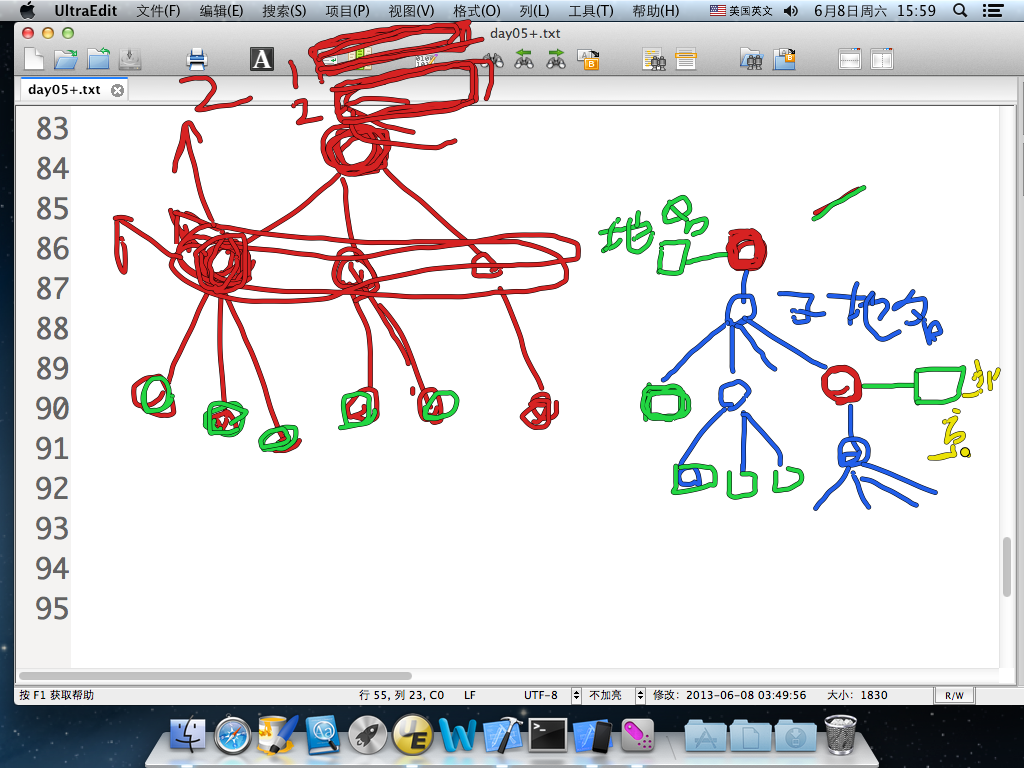 UltraEdit 文件(F) 编辑(E) 搜索(S) 项目(P) 视图(V) 格式(O) 列(L) 工具(T) 帮助(H) 美国英文 6月8日周六 15:59
day05+.txt
day05+.txt
2
1
2
83
84
85
86
87
88
89
90
91
92
93
94
95
地名
子地名
京
按 F1 获取帮助 行 55, 列 23, C0 LF UTF-8 不加亮 修改: 2013-06-08 03:49:56 大小: 1830 R/W